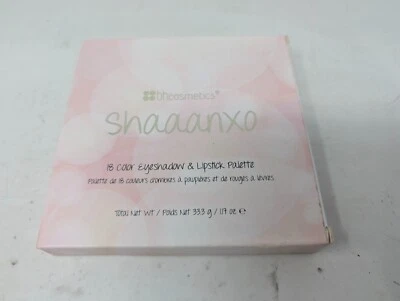 bhcosmetics®
shaaanxo
18 Color Eyeshadow & Lipstick Palette
Palette de 18 couleurs d'ombres à paupières et de rouges à lèvres
Total Net Wt / Poids Net 33.3 g / 1.17 oz ℮